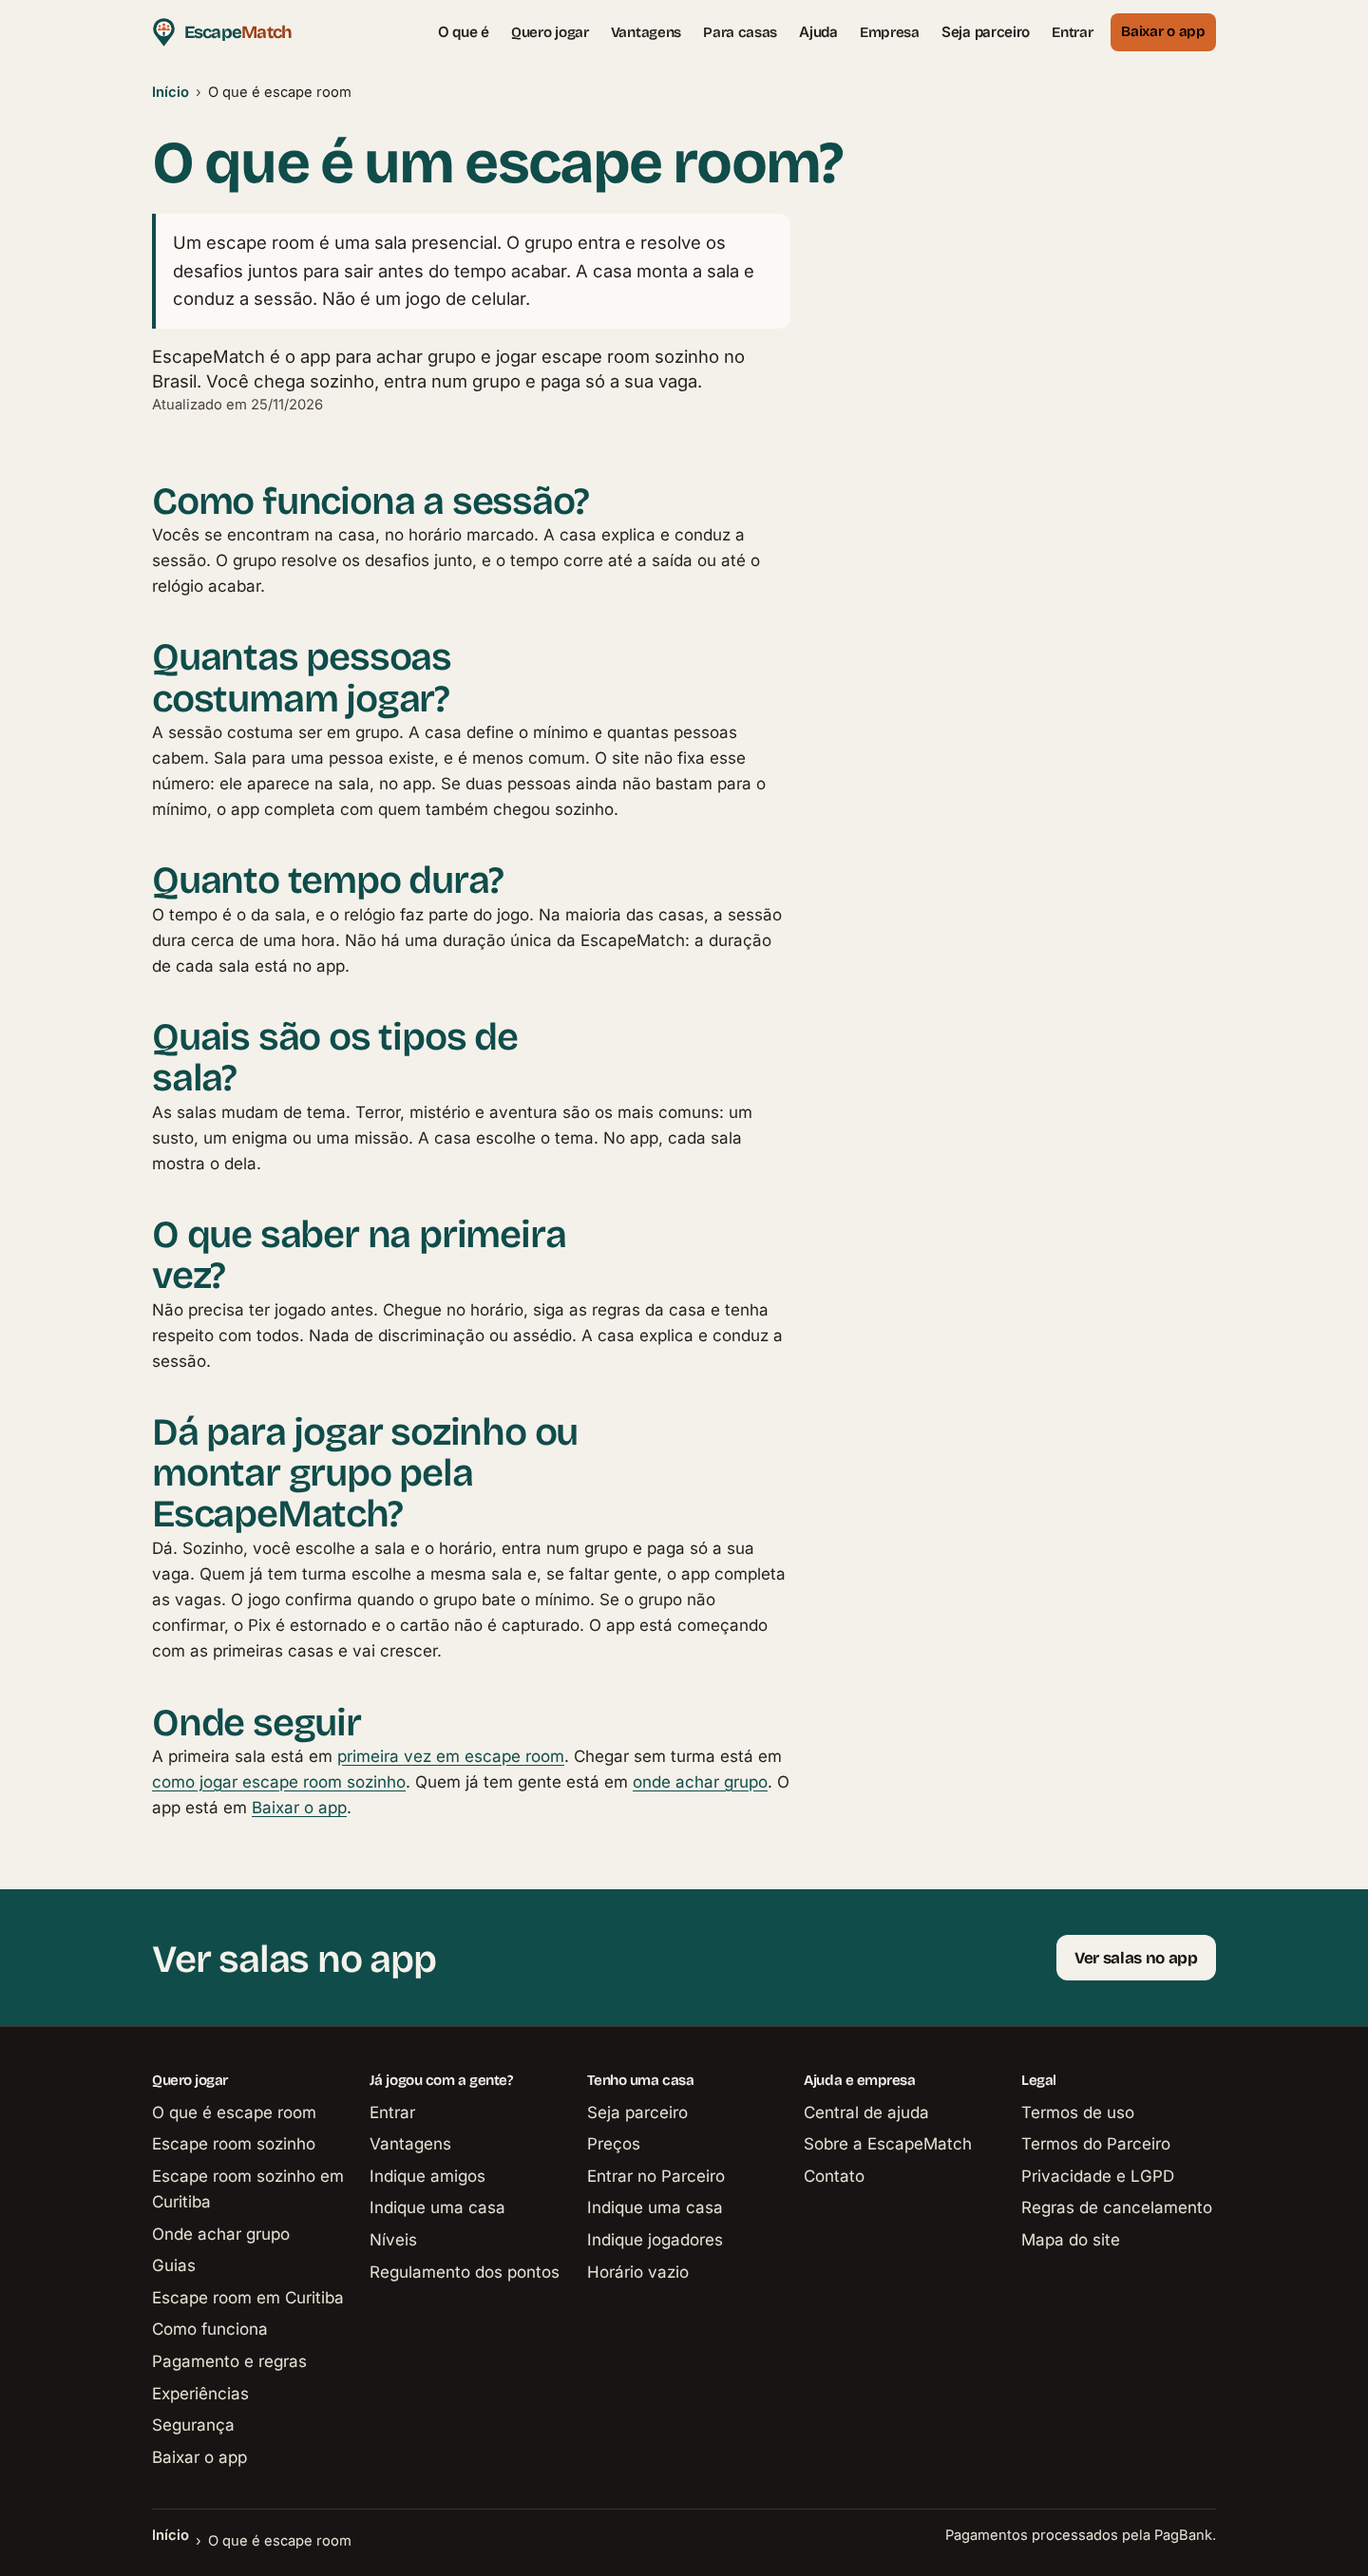 EscapeMatch
O que é
Quero jogar
Vantagens
Para casas
Ajuda
Empresa
Seja parceiro
Entrar
Baixar o app
Início › O que é escape room
O que é um escape room?
Um escape room é uma sala presencial. O grupo entra e resolve os
desafios juntos para sair antes do tempo acabar. A casa monta a sala e
conduz a sessão. Não é um jogo de celular.
EscapeMatch é o app para achar grupo e jogar escape room sozinho no
Brasil. Você chega sozinho, entra num grupo e paga só a sua vaga.
Atualizado em 25/11/2026
Como funciona a sessão?
Vocês se encontram na casa, no horário marcado. A casa explica e conduz a
sessão. O grupo resolve os desafios junto, e o tempo corre até a saída ou até o
relógio acabar.
Quantas pessoas
costumam jogar?
A sessão costuma ser em grupo. A casa define o mínimo e quantas pessoas
cabem. Sala para uma pessoa existe, e é menos comum. O site não fixa esse
número: ele aparece na sala, no app. Se duas pessoas ainda não bastam para o
mínimo, o app completa com quem também chegou sozinho.
Quanto tempo dura?
O tempo é o da sala, e o relógio faz parte do jogo. Na maioria das casas, a sessão
dura cerca de uma hora. Não há uma duração única da EscapeMatch: a duração
de cada sala está no app.
Quais são os tipos de
sala?
As salas mudam de tema. Terror, mistério e aventura são os mais comuns: um
susto, um enigma ou uma missão. A casa escolhe o tema. No app, cada sala
mostra o dela.
O que saber na primeira
vez?
Não precisa ter jogado antes. Chegue no horário, siga as regras da casa e tenha
respeito com todos. Nada de discriminação ou assédio. A casa explica e conduz a
sessão.
Dá para jogar sozinho ou
montar grupo pela
EscapeMatch?
Dá. Sozinho, você escolhe a sala e o horário, entra num grupo e paga só a sua
vaga. Quem já tem turma escolhe a mesma sala e, se faltar gente, o app completa
as vagas. O jogo confirma quando o grupo bate o mínimo. Se o grupo não
confirmar, o Pix é estornado e o cartão não é capturado. O app está começando
com as primeiras casas e vai crescer.
Onde seguir
A primeira sala está em primeira vez em escape room. Chegar sem turma está em
como jogar escape room sozinho. Quem já tem gente está em onde achar grupo. O
app está em Baixar o app.
Ver salas no app
Ver salas no app
Quero jogar
O que é escape room
Escape room sozinho
Escape room sozinho em
Curitiba
Onde achar grupo
Guias
Escape room em Curitiba
Como funciona
Pagamento e regras
Experiências
Segurança
Baixar o app
Já jogou com a gente?
Entrar
Vantagens
Indique amigos
Indique uma casa
Níveis
Regulamento dos pontos
Tenho uma casa
Seja parceiro
Preços
Entrar no Parceiro
Indique uma casa
Indique jogadores
Horário vazio
Ajuda e empresa
Central de ajuda
Sobre a EscapeMatch
Contato
Legal
Termos de uso
Termos do Parceiro
Privacidade e LGPD
Regras de cancelamento
Mapa do site
Início › O que é escape room
Pagamentos processados pela PagBank.